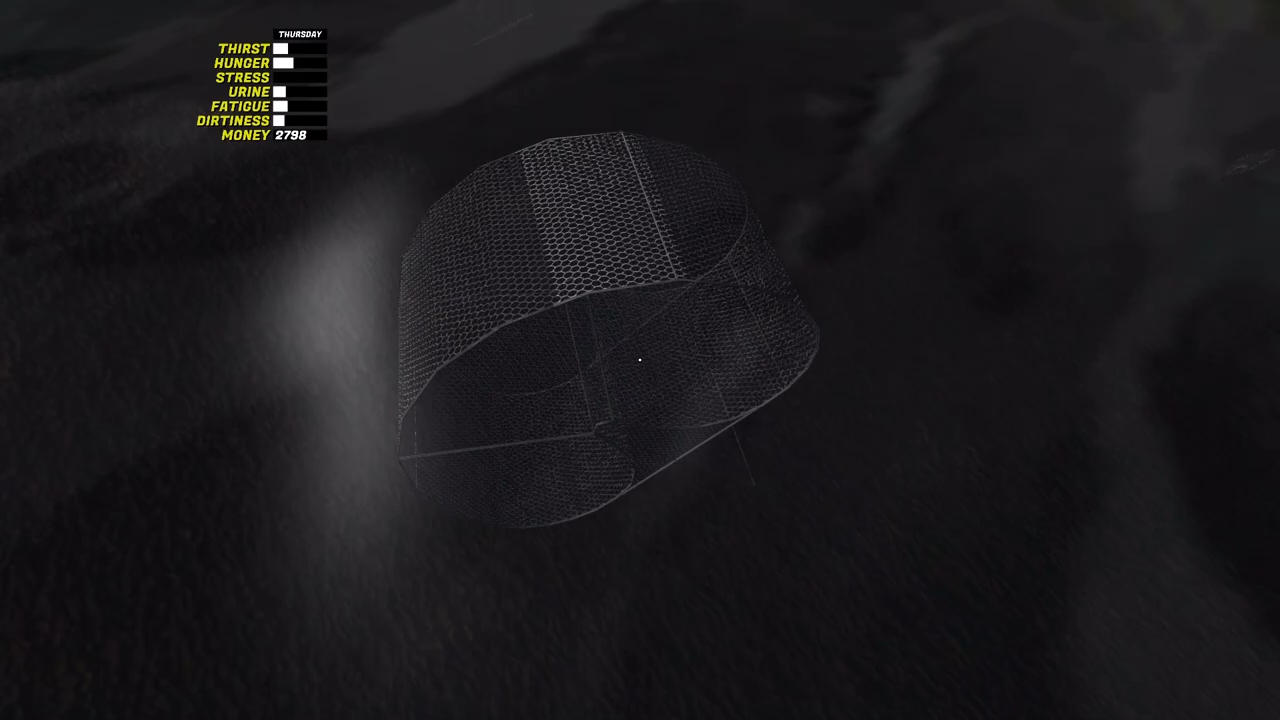 THURSDAY
THIRST
HUNGER
STRESS
URINE
FATIGUE
DIRTINESS
MONEY 2798